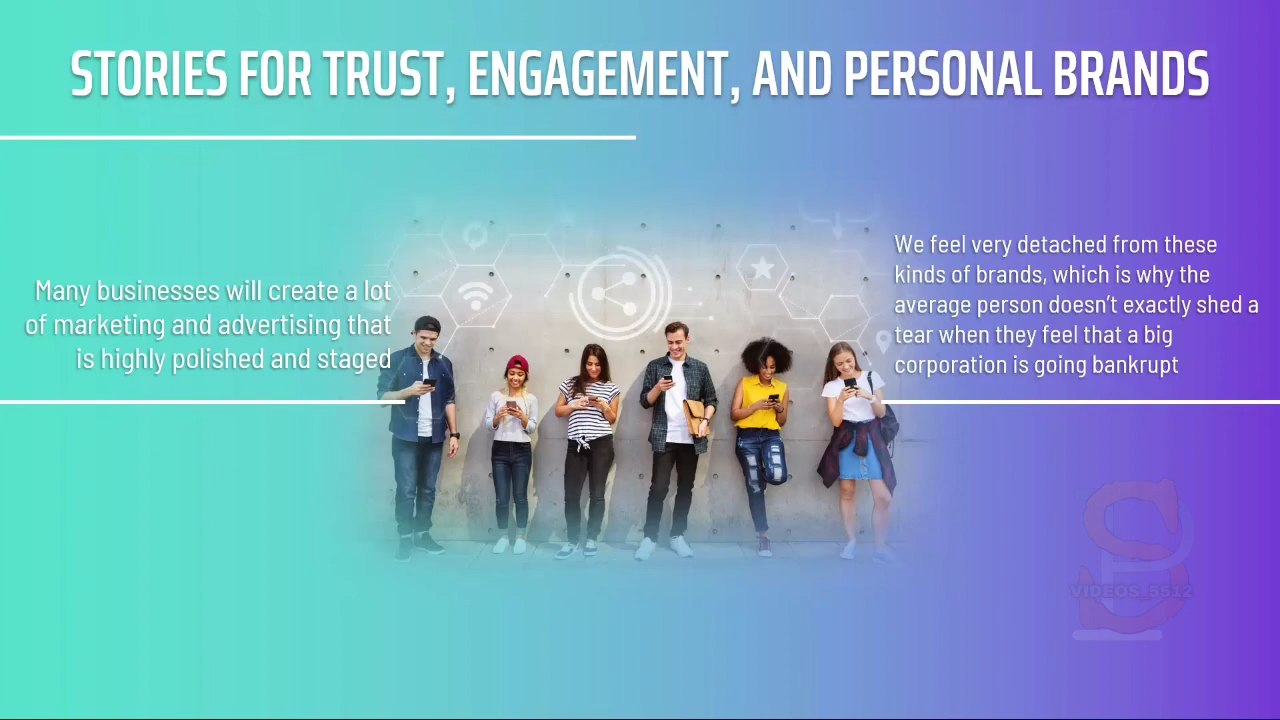 STORIES FOR TRUST, ENGAGEMENT, AND PERSONAL BRANDS
Many businesses will create a lot
of marketing and advertising that
is highly polished and staged
We feel very detached from these
kinds of brands, which is why the
average person doesn’t exactly shed a
tear when they feel that a big
corporation is going bankrupt
VIDEOS 5512